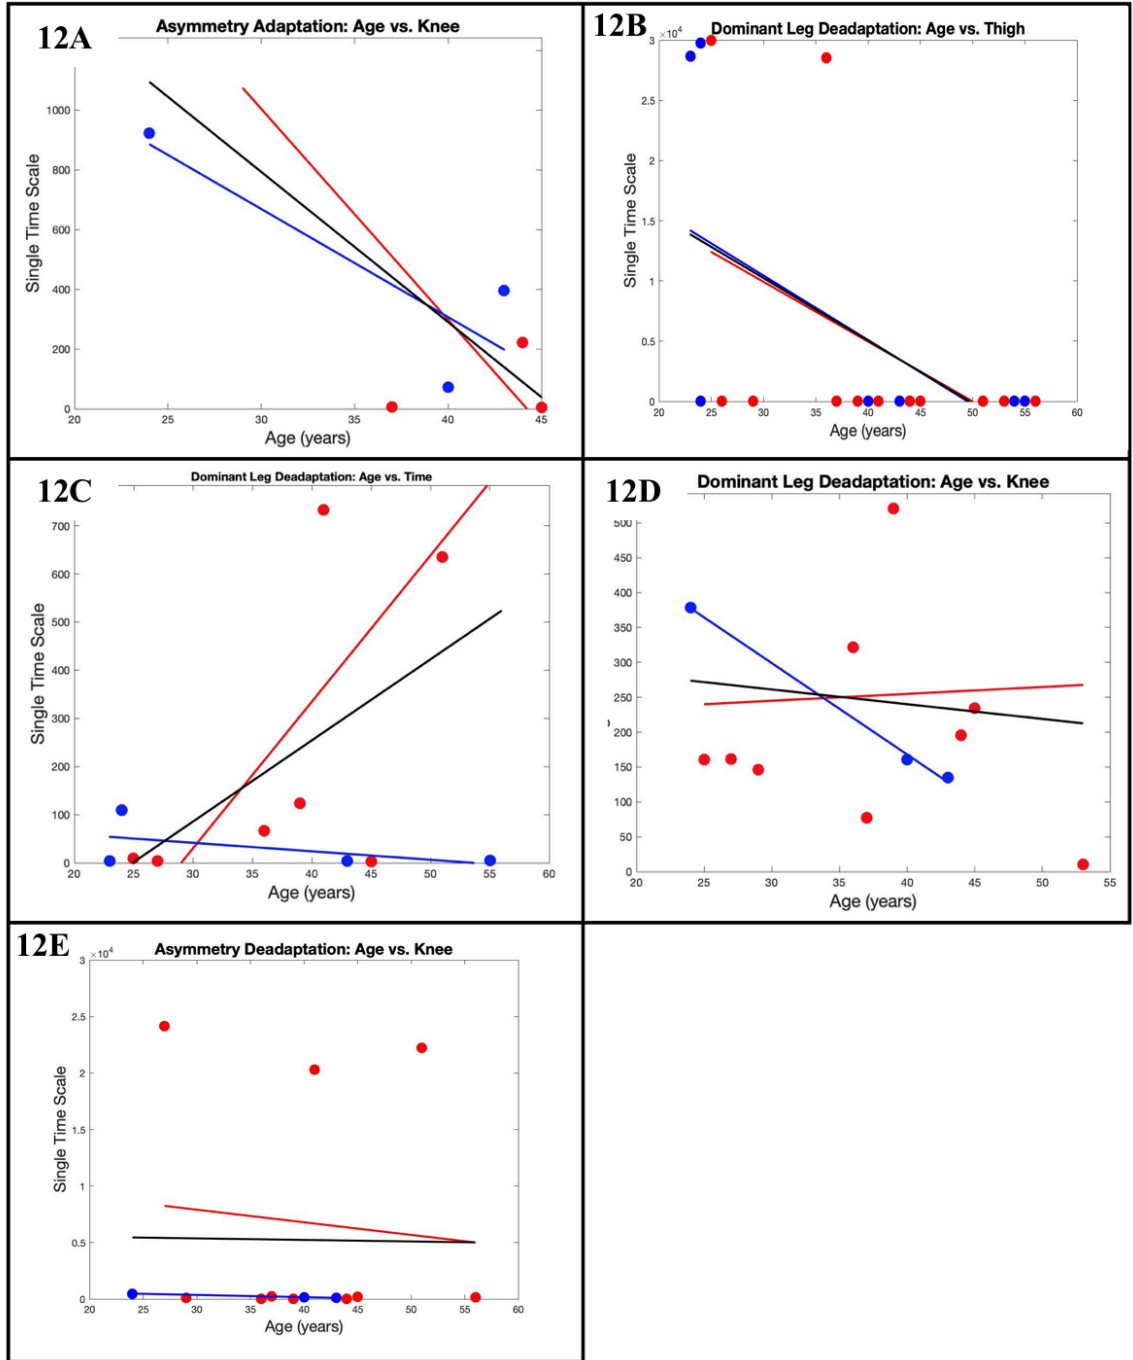 12A
Asymmetry Adaptation: Age vs. Knee
1000
800
600
400
200
0
Single Time Scale
20 25 30 35 40 45
Age (years)
12B
Dominant Leg Deadaptation: Age vs. Thigh
×10⁴
3
2.5
2
1.5
1
0.5
0
Single Time Scale
20 25 30 35 40 45 50 55 60
Age (years)
12C
Dominant Leg Deadaptation: Age vs. Time
700
600
500
400
300
200
100
0
Single Time Scale
20 25 30 35 40 45 50 55 60
Age (years)
12D
Dominant Leg Deadaptation: Age vs. Knee
500
450
400
350
300
250
200
150
100
50
0
20 25 30 35 40 45 50 55
Age (years)
12E
Asymmetry Deadaptation: Age vs. Knee
×10⁴
3
2.5
2
1.5
1
0.5
0
Single Time Scale
20 25 30 35 40 45 50 55 60
Age (years)